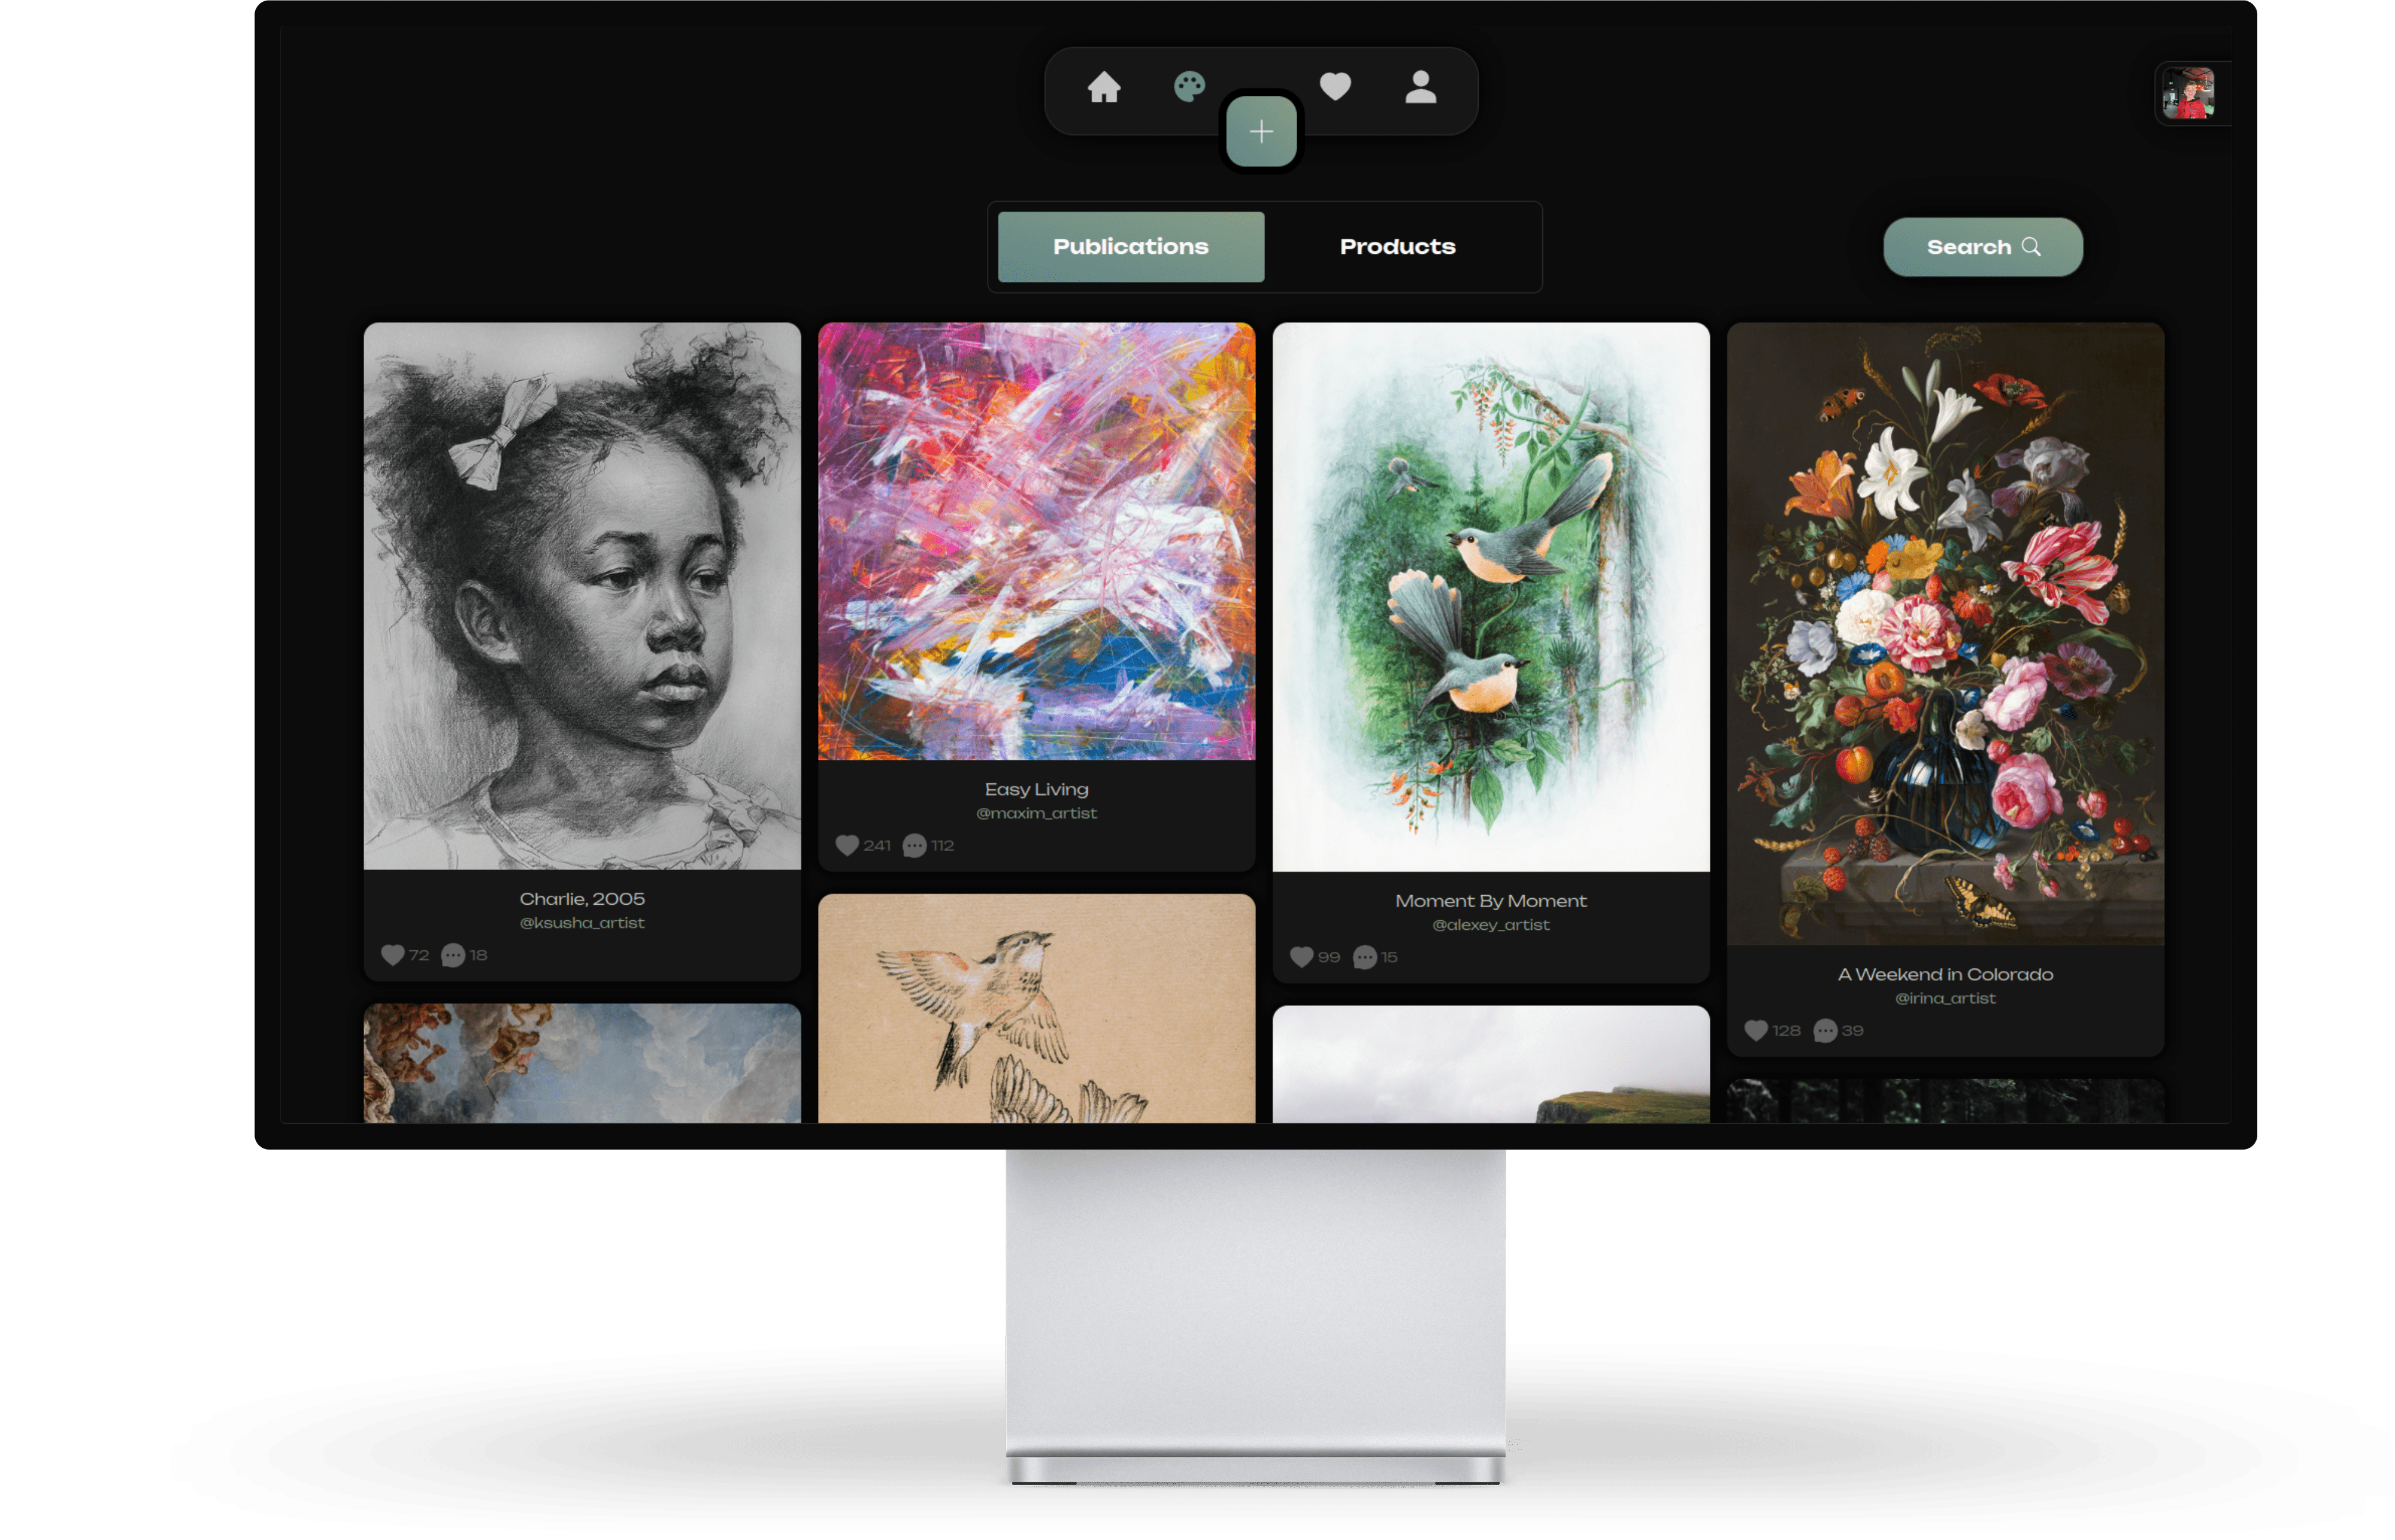 Publications
Products
Search
Charlie, 2005
@ksusha_artist
72
18
Easy Living
@maxim_artist
241
112
Moment By Moment
@alexey_artist
99
15
A Weekend in Colorado
@irina_artist
128
39